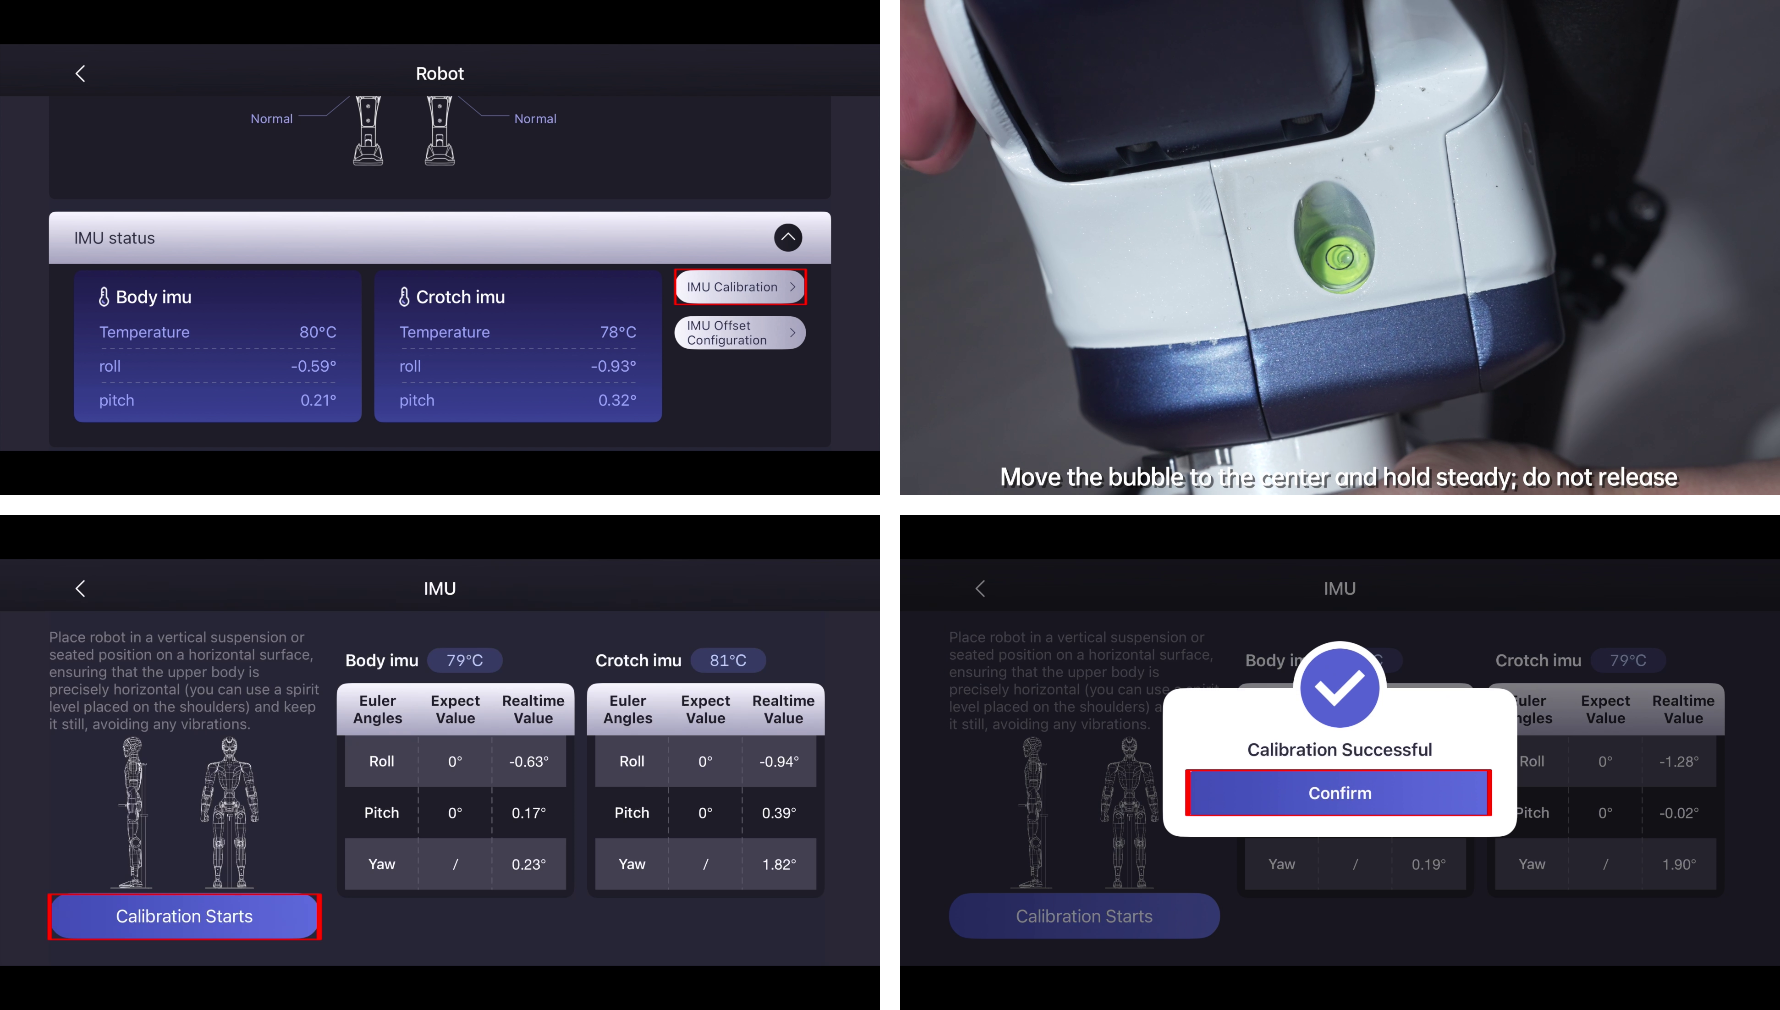 Robot
Normal
Normal
IMU status
Body imu
Temperature 80°C
roll -0.59°
pitch 0.21°
Crotch imu
Temperature 78°C
roll -0.93°
pitch 0.32°
IMU Calibration
IMU Offset
Configuration
Move the bubble to the center and hold steady; do not release
IMU
Place robot in a vertical suspension or
seated position on a horizontal surface,
ensuring that the upper body is
precisely horizontal (you can use a spirit
level placed on the shoulders) and keep
it still, avoiding any vibrations.
Calibration Starts
Body imu 79°C
Euler Angles Expect Value Realtime Value
Roll 0° -0.63°
Pitch 0° 0.17°
Yaw / 0.23°
Crotch imu 81°C
Euler Angles Expect Value Realtime Value
Roll 0° -0.94°
Pitch 0° 0.39°
Yaw / 1.82°
IMU
Place robot in a vertical suspension or
seated position on a horizontal surface,
ensuring that the upper body is
precisely horizontal (you can use a spirit
level placed on the shoulders) a
it still, avoiding any vibrations.
Calibration Starts
Body im
Calibration Successful
Confirm
Yaw / 0.19°
Crotch imu 79°C
Euler Angles Expect Value Realtime Value
Roll 0° -1.28°
Pitch 0° -0.02°
Yaw / 1.90°